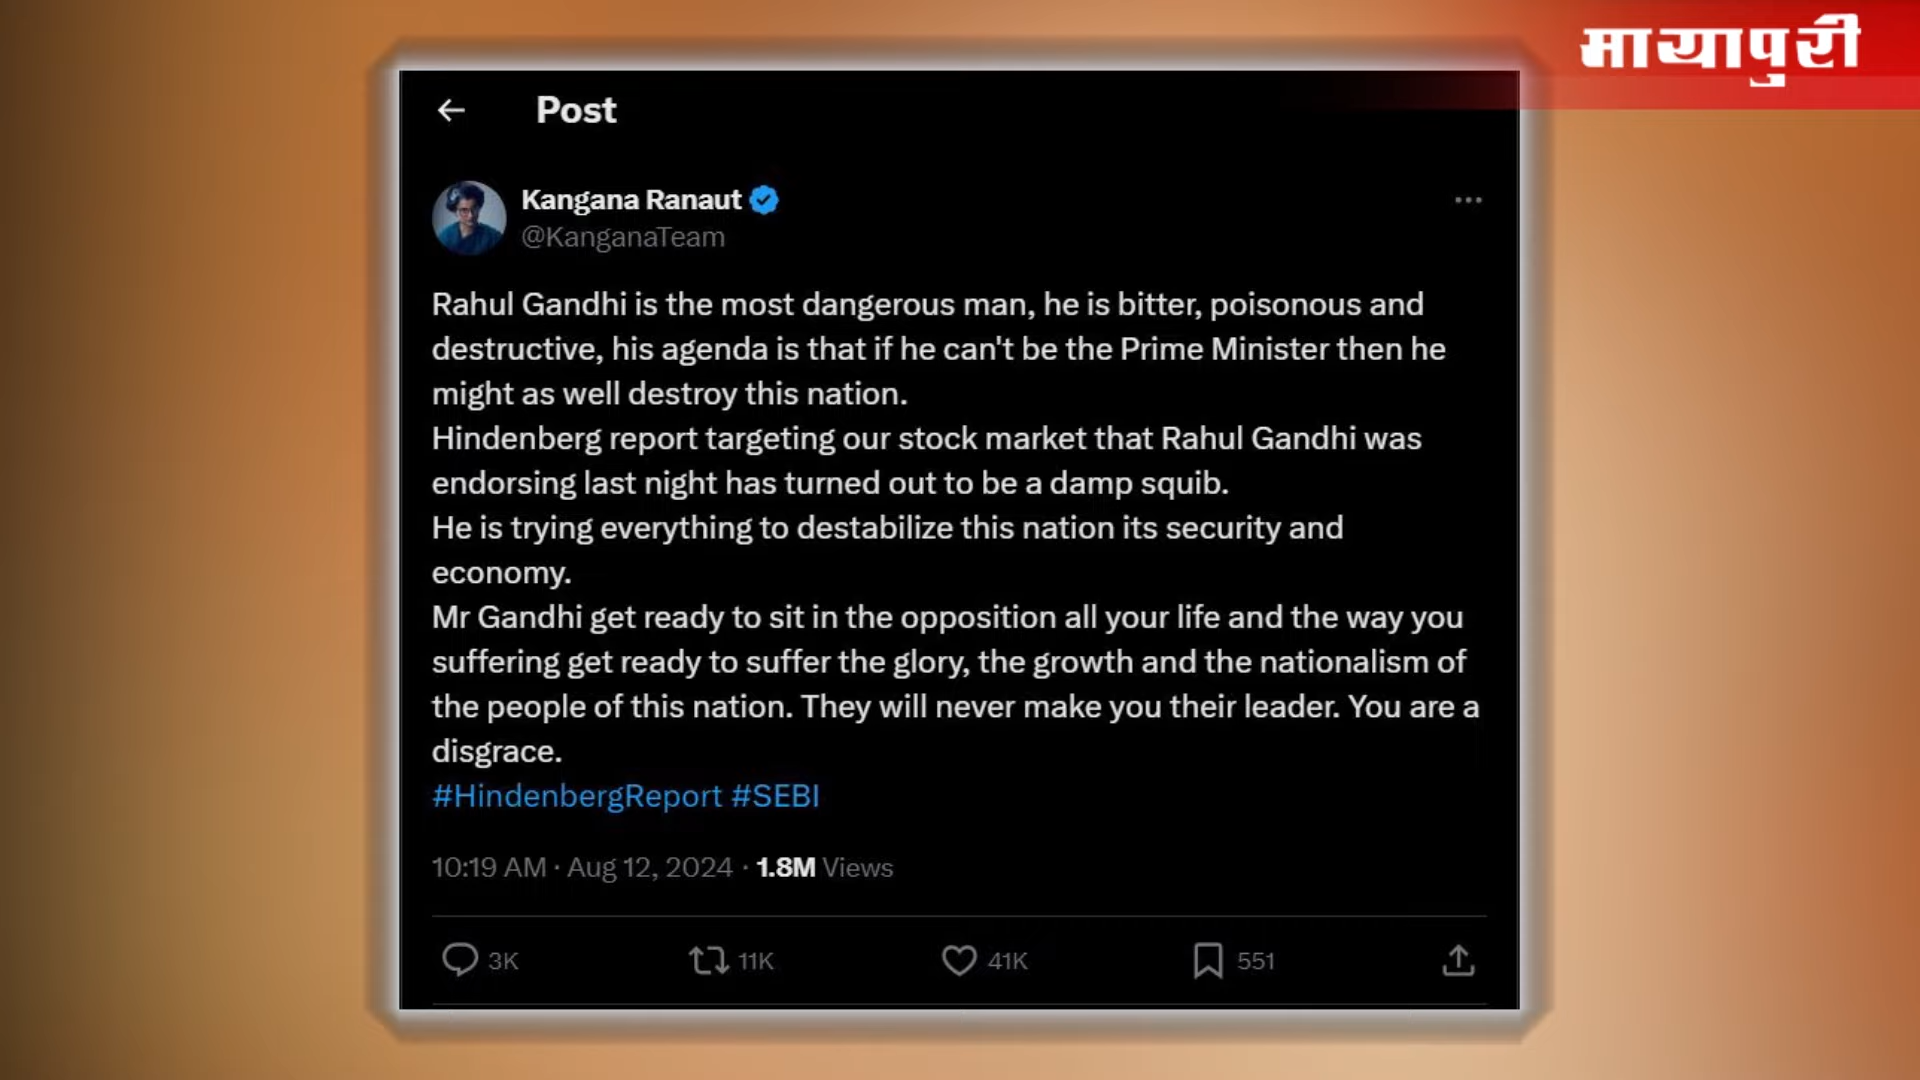 मायापुरी
Post
Kangana Ranaut
@KanganaTeam
Rahul Gandhi is the most dangerous man, he is bitter, poisonous and
destructive, his agenda is that if he can't be the Prime Minister then he
might as well destroy this nation.
Hindenberg report targeting our stock market that Rahul Gandhi was
endorsing last night has turned out to be a damp squib.
He is trying everything to destabilize this nation its security and
economy.
Mr Gandhi get ready to sit in the opposition all your life and the way you
suffering get ready to suffer the glory, the growth and the nationalism of
the people of this nation. They will never make you their leader. You are a
disgrace.
#HindenbergReport #SEBI
10:19 AM · Aug 12, 2024 · 1.8M Views
3K 11K 41K 551